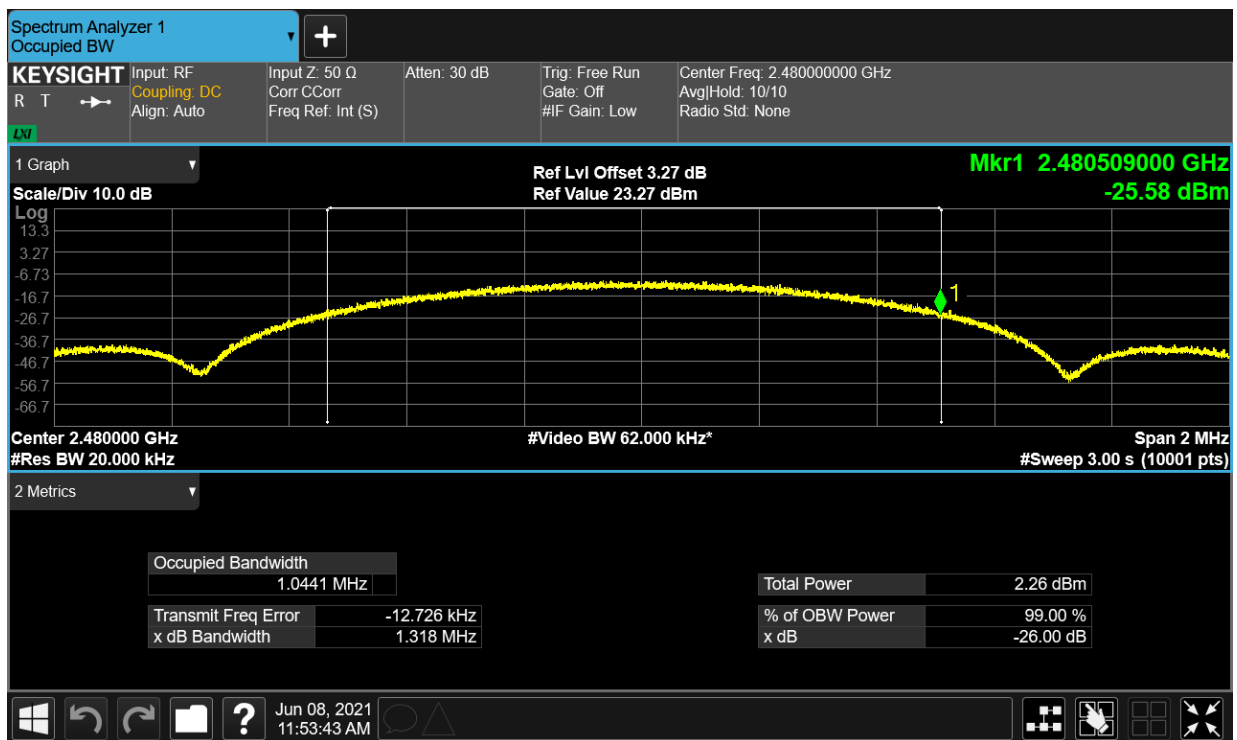 Spectrum Analyzer 1
Occupied BW
+
KEYSIGHT
R T
LXI
Input: RF
Coupling: DC
Align: Auto
Input Z: 50 Ω
Corr CCorr
Freq Ref: Int (S)
Atten: 30 dB
Trig: Free Run
Gate: Off
#IF Gain: Low
Center Freq: 2.480000000 GHz
Avg|Hold: 10/10
Radio Std: None
1 Graph
Scale/Div 10.0 dB
Ref Lvl Offset 3.27 dB
Ref Value 23.27 dBm
Mkr1 2.480509000 GHz
-25.58 dBm
Log
13.3
3.27
-6.73
-16.7
-26.7
-36.7
-46.7
-56.7
-66.7
1
Center 2.480000 GHz
#Res BW 20.000 kHz
#Video BW 62.000 kHz*
Span 2 MHz
#Sweep 3.00 s (10001 pts)
2 Metrics
Occupied Bandwidth
1.0441 MHz
Transmit Freq Error -12.726 kHz
x dB Bandwidth 1.318 MHz
Total Power 2.26 dBm
% of OBW Power 99.00 %
x dB -26.00 dB
?
Jun 08, 2021
11:53:43 AM